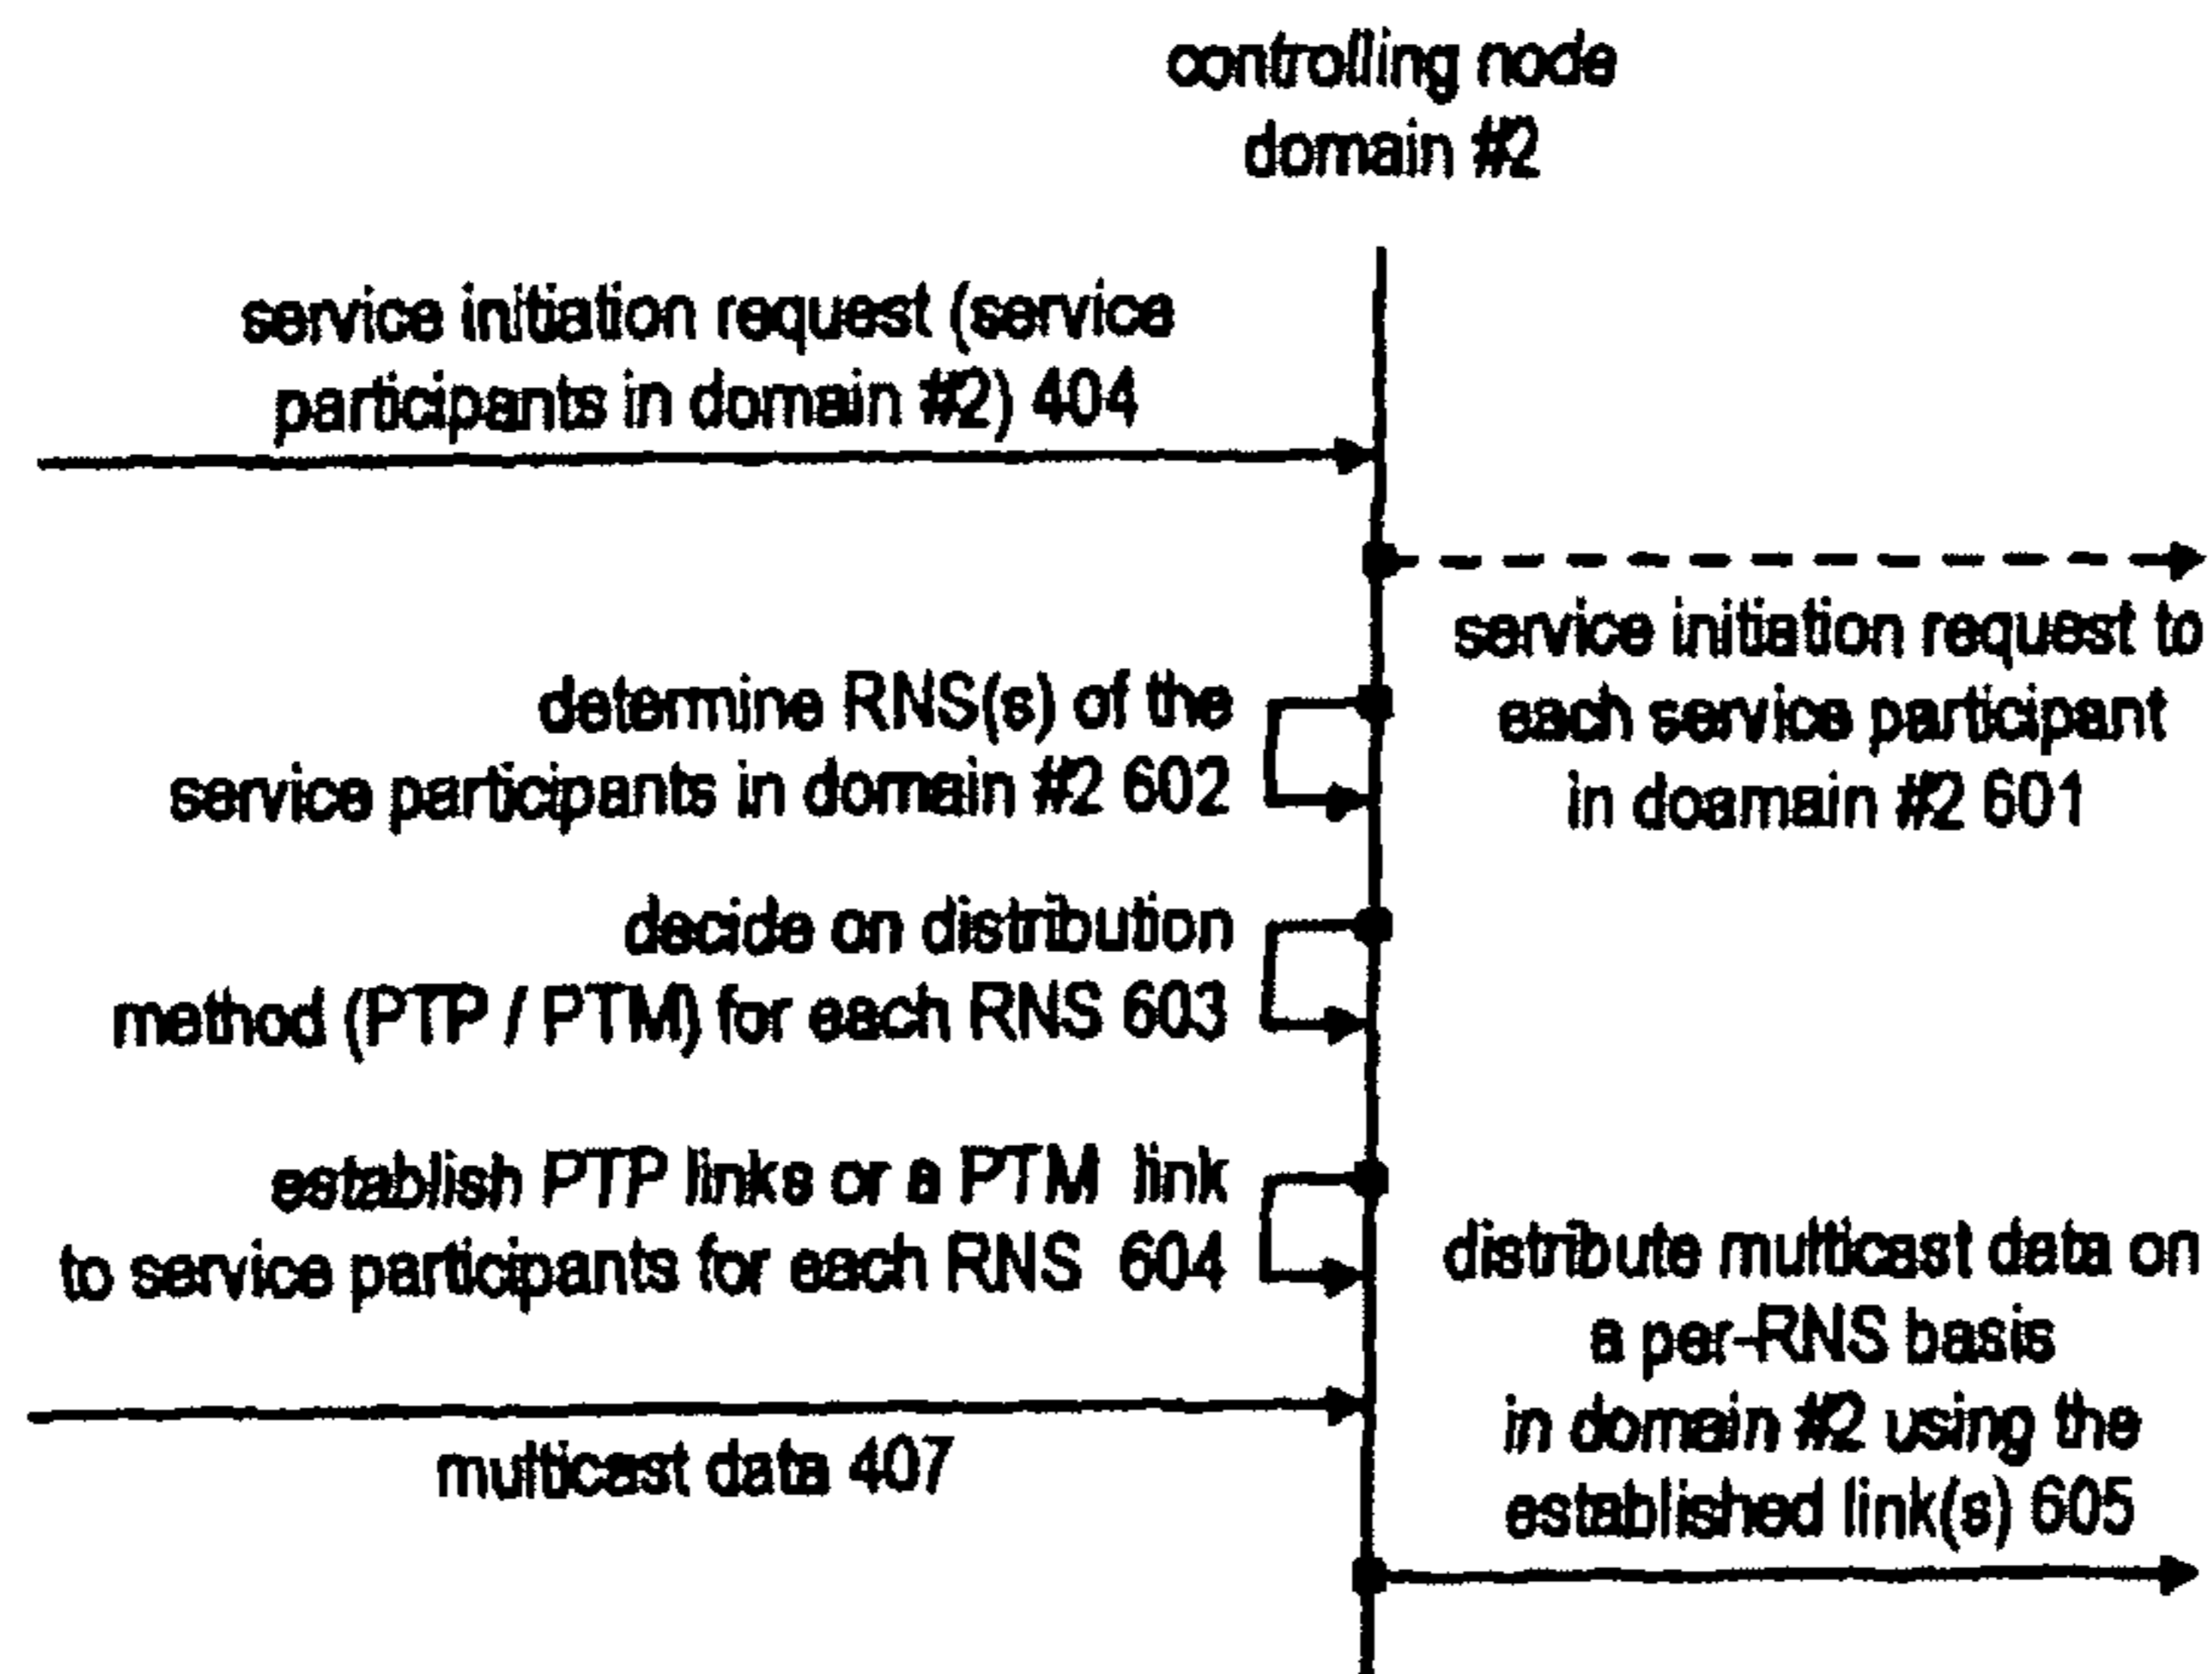 controlling node
domain #2
service initiation request (service
participants in domain #2) 404
service initiation request to
each service participant
in doamain #2 601
determine RNS(s) of the
service participants in domain #2 602
decide on distribution
method (PTP / PTM) for each RNS 603
establish PTP links or a PTM link
to service participants for each RNS 604
multicast data 407
distribute multicast data on
a per-RNS basis
in domain #2 using the
established link(s) 605